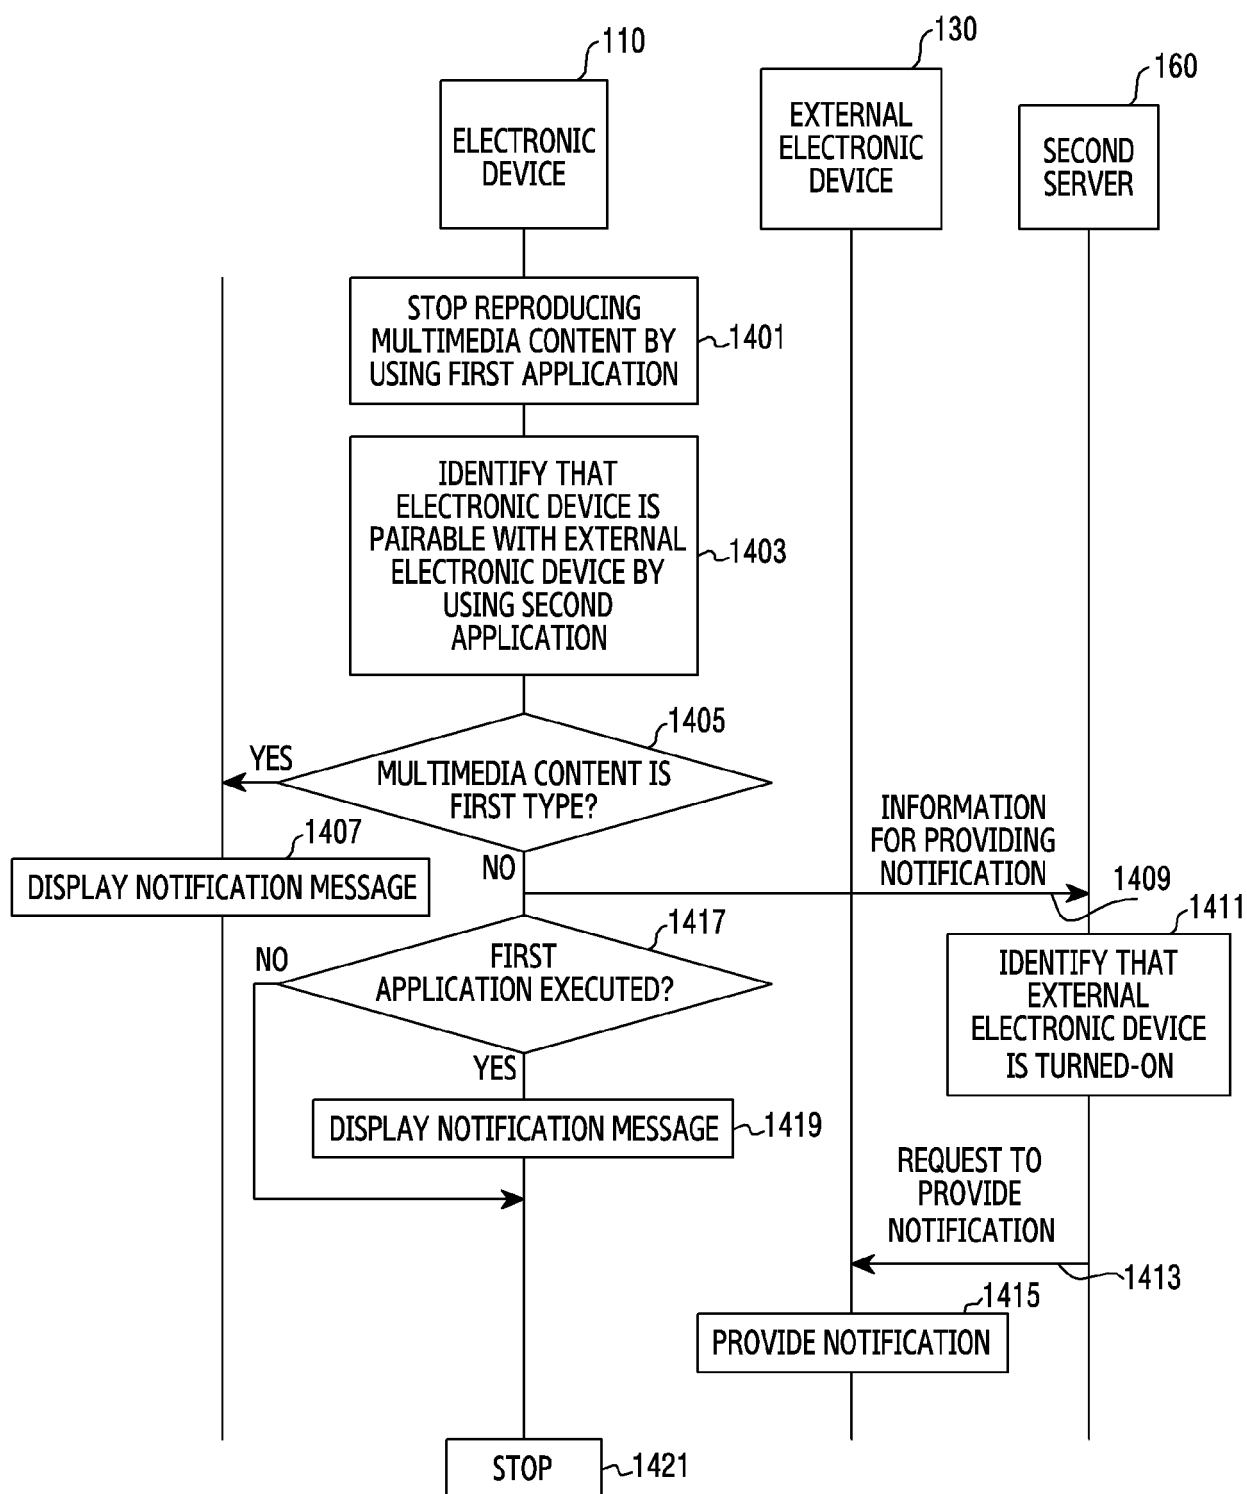 110
130
160
ELECTRONIC
DEVICE
EXTERNAL
ELECTRONIC
DEVICE
SECOND
SERVER
STOP REPRODUCING
MULTIMEDIA CONTENT BY
USING FIRST APPLICATION
1401
IDENTIFY THAT
ELECTRONIC DEVICE IS
PAIRABLE WITH EXTERNAL
ELECTRONIC DEVICE BY
USING SECOND
APPLICATION
1403
1405
YES
MULTIMEDIA CONTENT IS
FIRST TYPE?
1407
DISPLAY NOTIFICATION MESSAGE
NO
INFORMATION
FOR PROVIDING
NOTIFICATION
1409
1411
IDENTIFY THAT
EXTERNAL
ELECTRONIC DEVICE
IS TURNED-ON
1417
NO
FIRST
APPLICATION EXECUTED?
YES
DISPLAY NOTIFICATION MESSAGE
1419
REQUEST TO
PROVIDE
NOTIFICATION
1413
1415
PROVIDE NOTIFICATION
STOP
1421